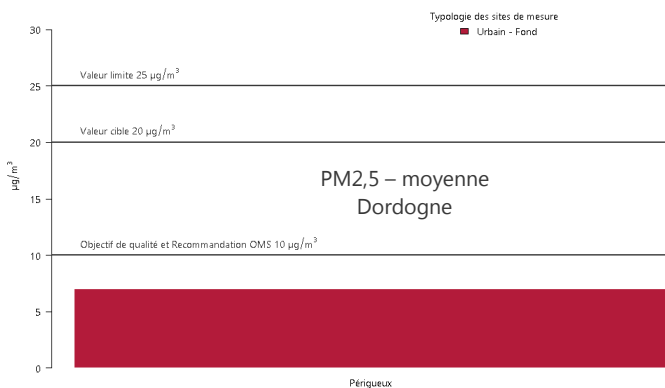 Typologie des sites de mesure
Urbain - Fond
30
Valeur limite 25 µg/m³
25
Valeur cible 20 µg/m³
20
µg/m³
PM2,5 – moyenne
Dordogne
15
Objectif de qualité et Recommandation OMS 10 µg/m³
10
5
0
Périgueux